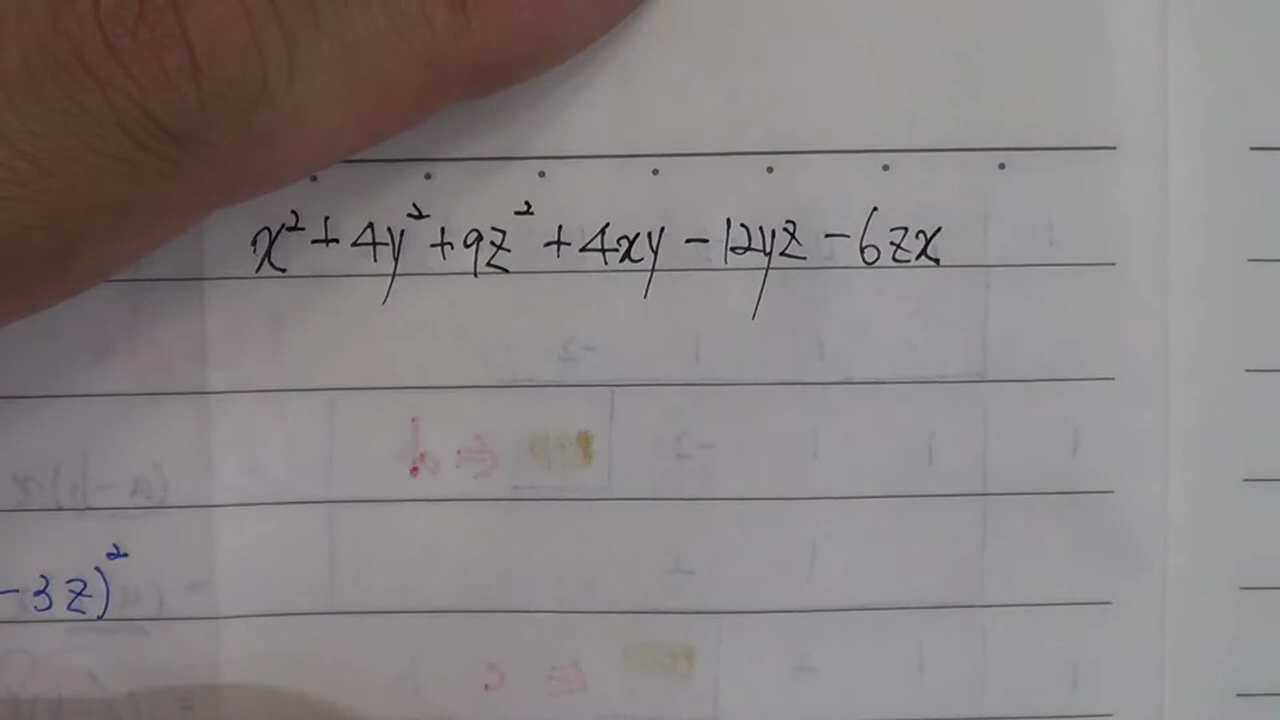 x² + 4y² + 9z² + 4xy - 12yz - 6zx
-3z)²